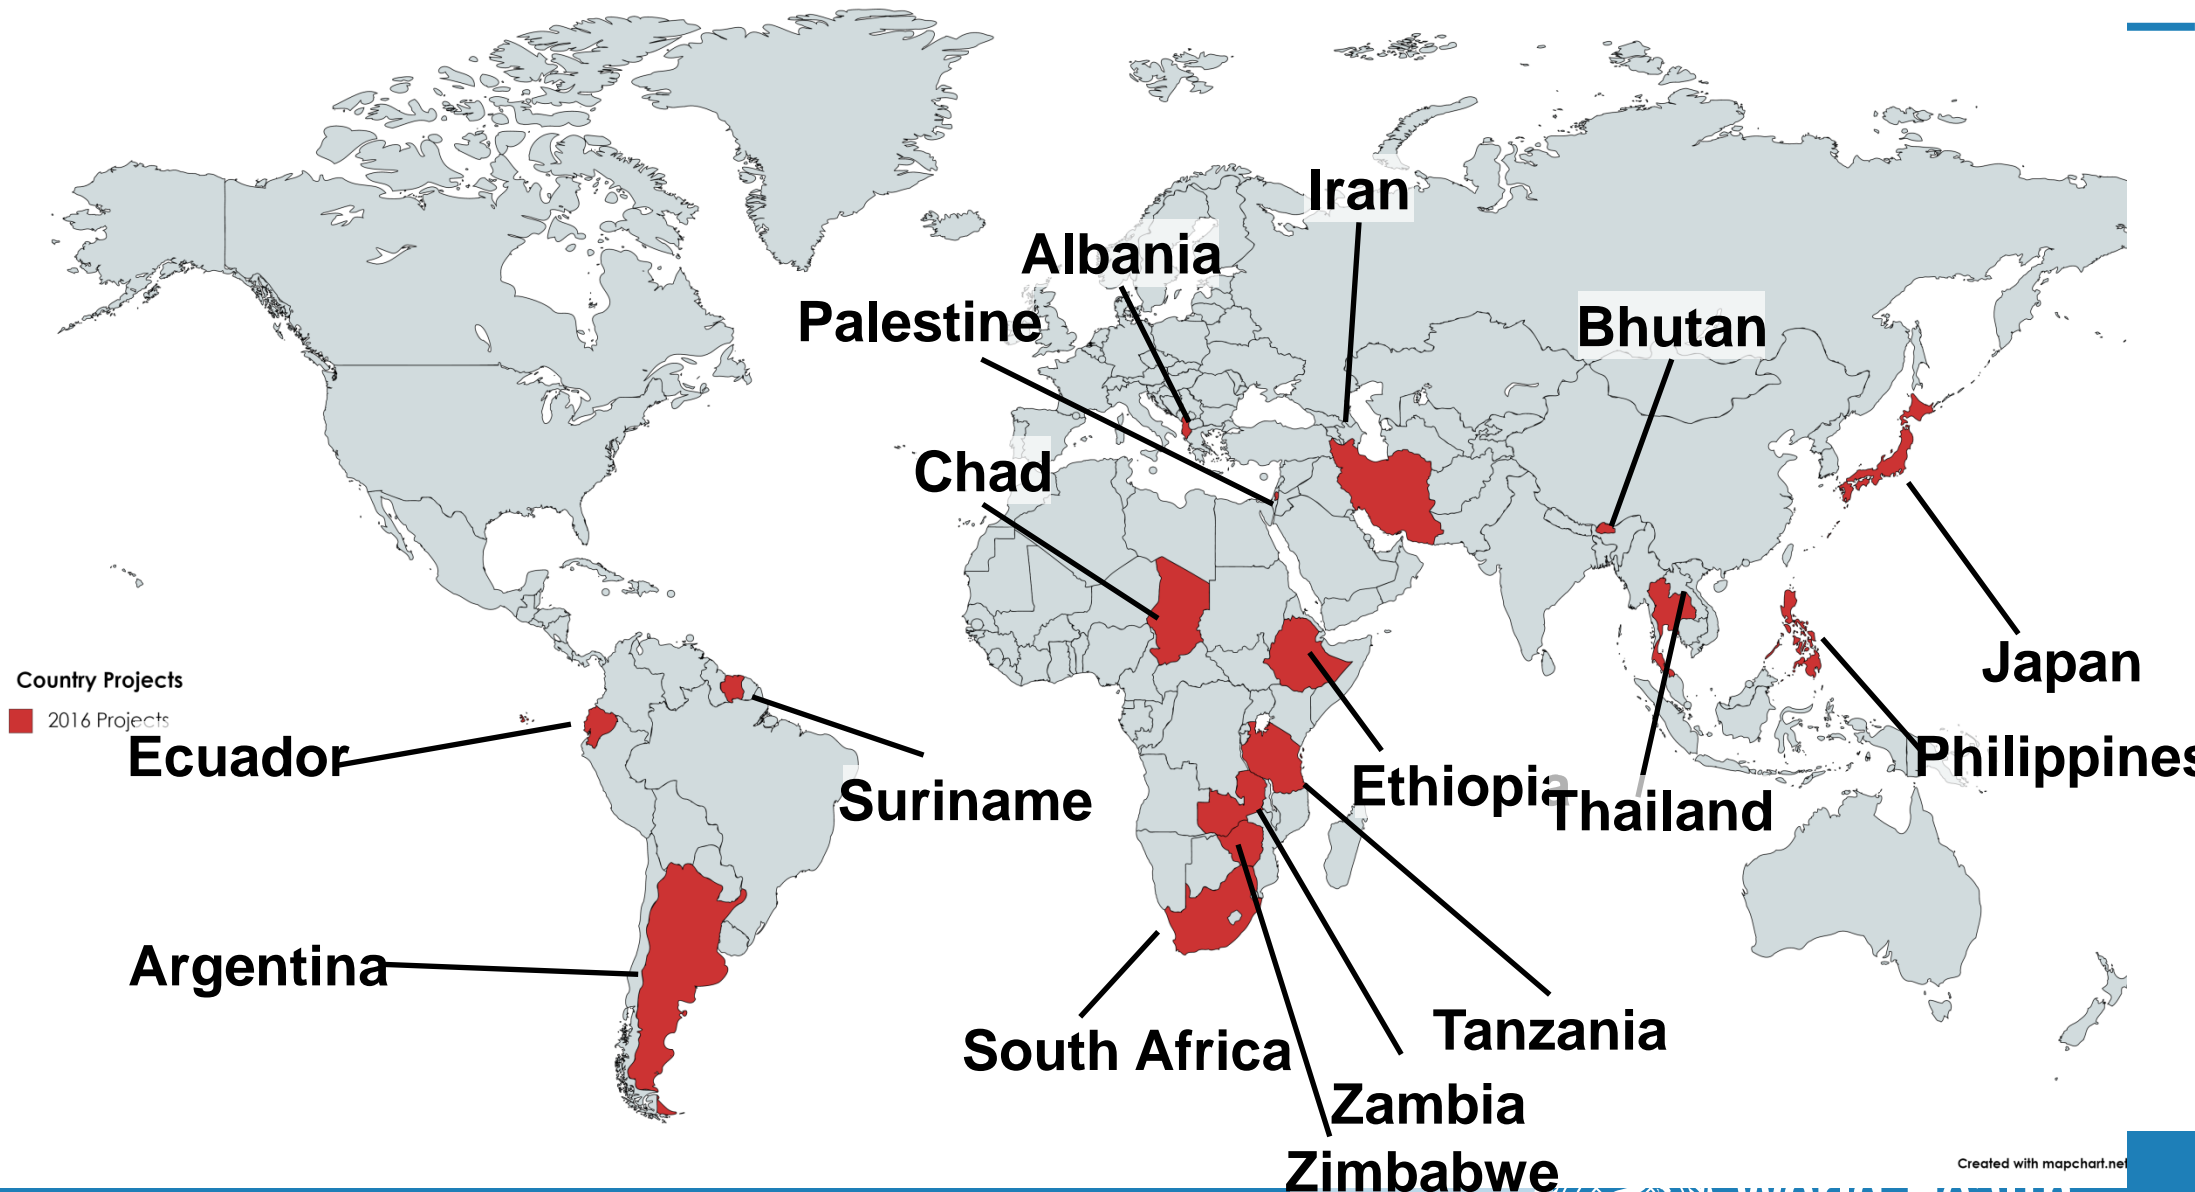 Iran
Albania
Palestine
Bhutan
Chad
Japan
Country Projects
2016 Projects
Ecuador
Suriname
Ethiopia
Thailand
Philippines
Argentina
South Africa
Tanzania
Zambia
Zimbabwe
Created with mapchart.net